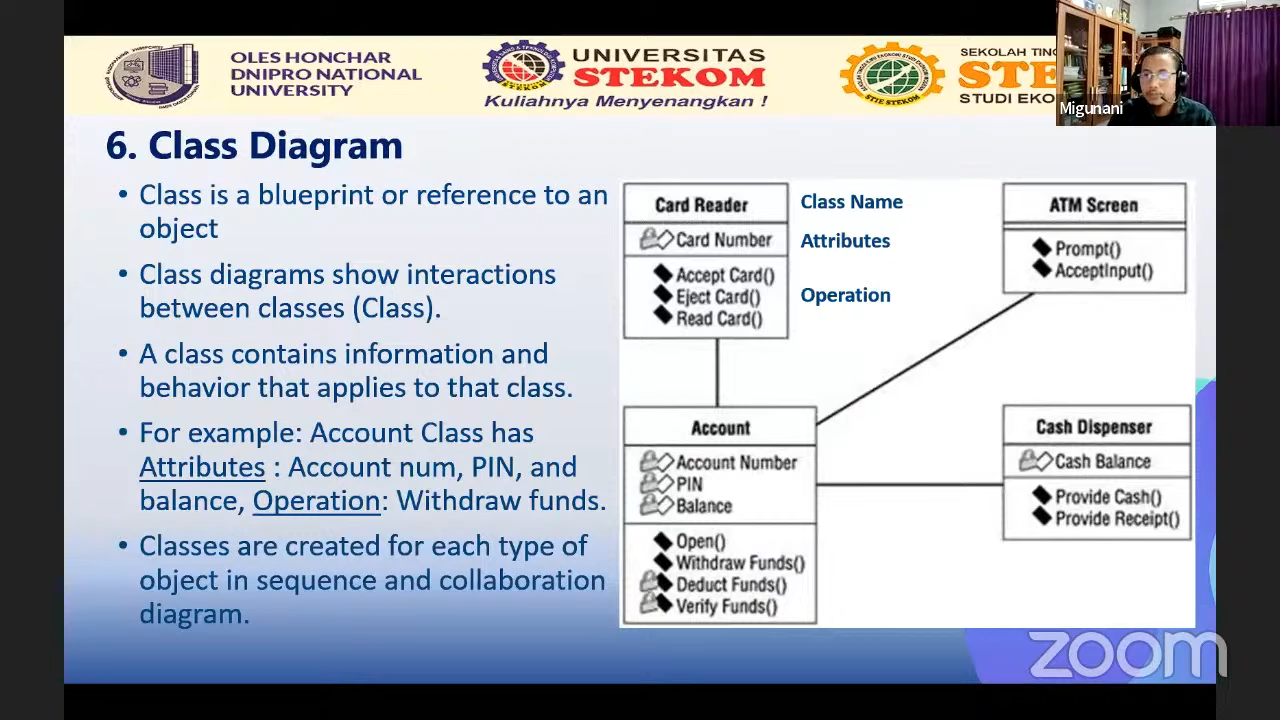 OLES HONCHAR
DNIPRO NATIONAL
UNIVERSITY
UNIVERSITAS
STEKOM
Kuliahnya Menyenangkan !
STIE STEKOM
SEKOLAH TING
STE
STUDI EKO
Migunani
6. Class Diagram
• Class is a blueprint or reference to an
object
• Class diagrams show interactions
between classes (Class).
• A class contains information and
behavior that applies to that class.
• For example: Account Class has
Attributes : Account num, PIN, and
balance, Operation: Withdraw funds.
• Classes are created for each type of
object in sequence and collaboration
diagram.
Card Reader
Card Number
Accept Card()
Eject Card()
Read Card()
Class Name
Attributes
Operation
ATM Screen
Prompt()
AcceptInput()
Account
Account Number
PIN
Balance
Open()
Withdraw Funds()
Deduct Funds()
Verify Funds()
Cash Dispenser
Cash Balance
Provide Cash()
Provide Receipt()
zoom